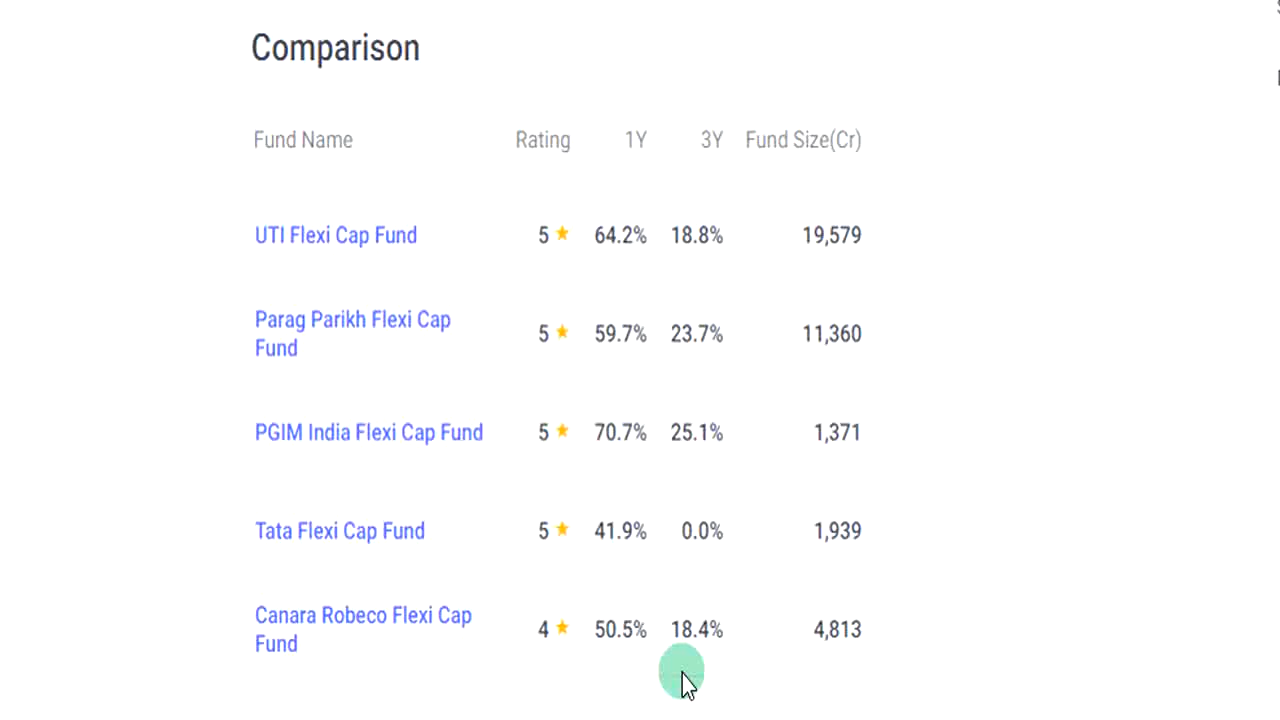 Comparison
Fund Name Rating 1Y 3Y Fund Size(Cr)
UTI Flexi Cap Fund 5 ★ 64.2% 18.8% 19,579
Parag Parikh Flexi Cap
Fund 5 ★ 59.7% 23.7% 11,360
PGIM India Flexi Cap Fund 5 ★ 70.7% 25.1% 1,371
Tata Flexi Cap Fund 5 ★ 41.9% 0.0% 1,939
Canara Robeco Flexi Cap
Fund 4 ★ 50.5% 18.4% 4,813